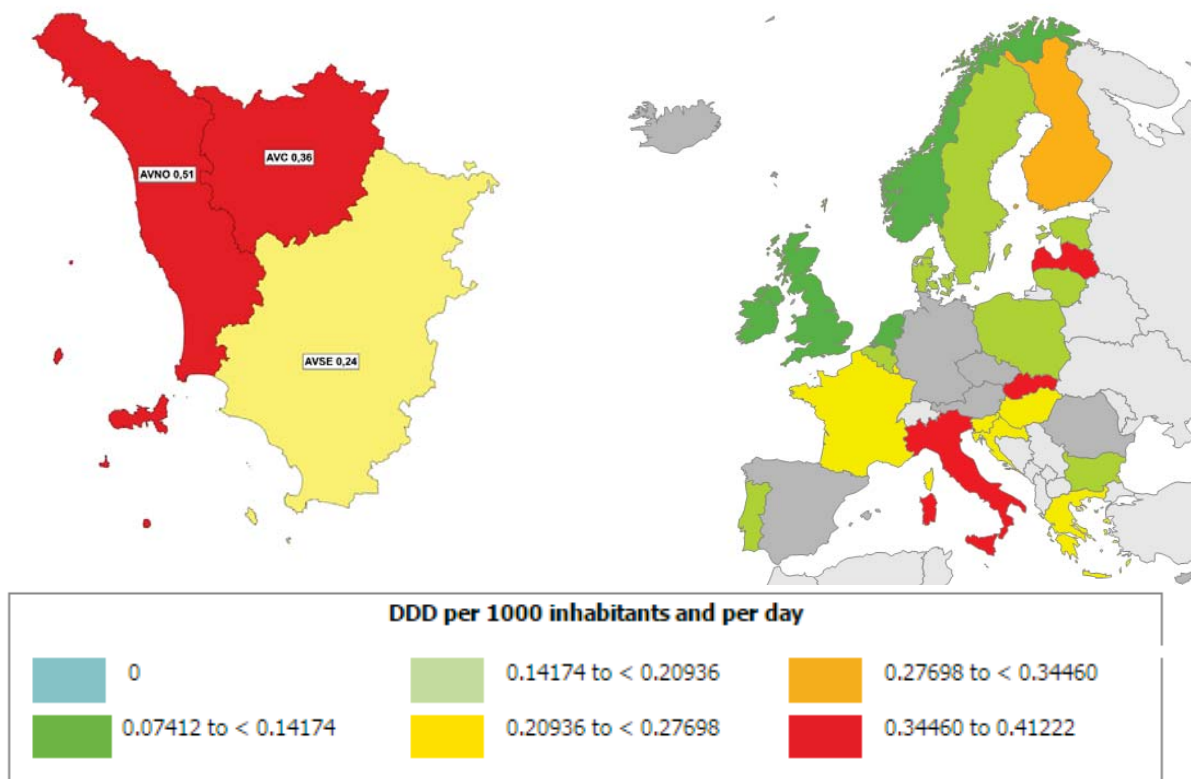 AVC 0,36
AVNO 0,51
AVSE 0,24
DDD per 1000 inhabitants and per day
0
0.14174 to < 0.20936
0.27698 to < 0.34460
0.07412 to < 0.14174
0.20936 to < 0.27698
0.34460 to 0.41222